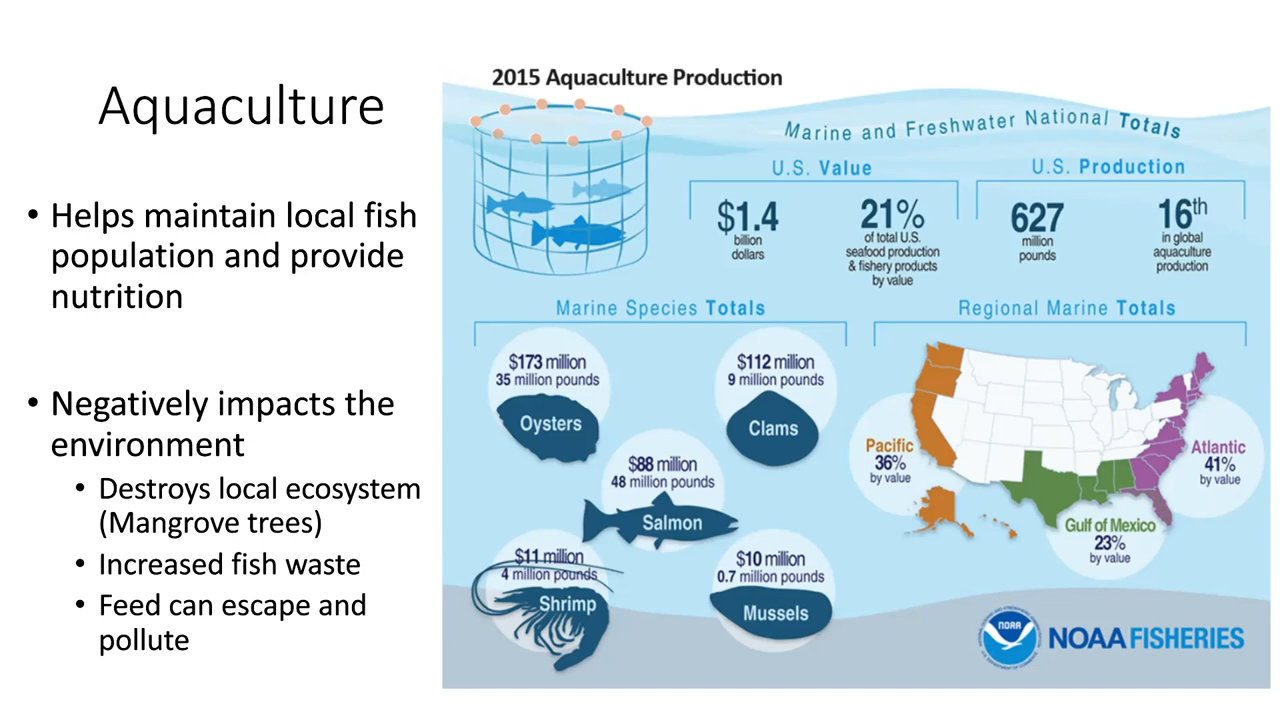 Aquaculture
• Helps maintain local fish
population and provide
nutrition
• Negatively impacts the
environment
• Destroys local ecosystem
(Mangrove trees)
• Increased fish waste
• Feed can escape and
pollute
2015 Aquaculture Production
Marine and Freshwater National Totals
U.S. Value
$1.4
billion
dollars
21%
of total U.S.
seafood production
& fishery products
by value
U.S. Production
627
million
pounds
16th
in global
aquaculture
production
Marine Species Totals
$173 million
35 million pounds
Oysters
$112 million
9 million pounds
Clams
$88 million
48 million pounds
Salmon
$11 million
4 million pounds
Shrimp
$10 million
0.7 million pounds
Mussels
Regional Marine Totals
Pacific
36%
by value
Atlantic
41%
by value
Gulf of Mexico
23%
by value
NOAA
NOAA FISHERIES